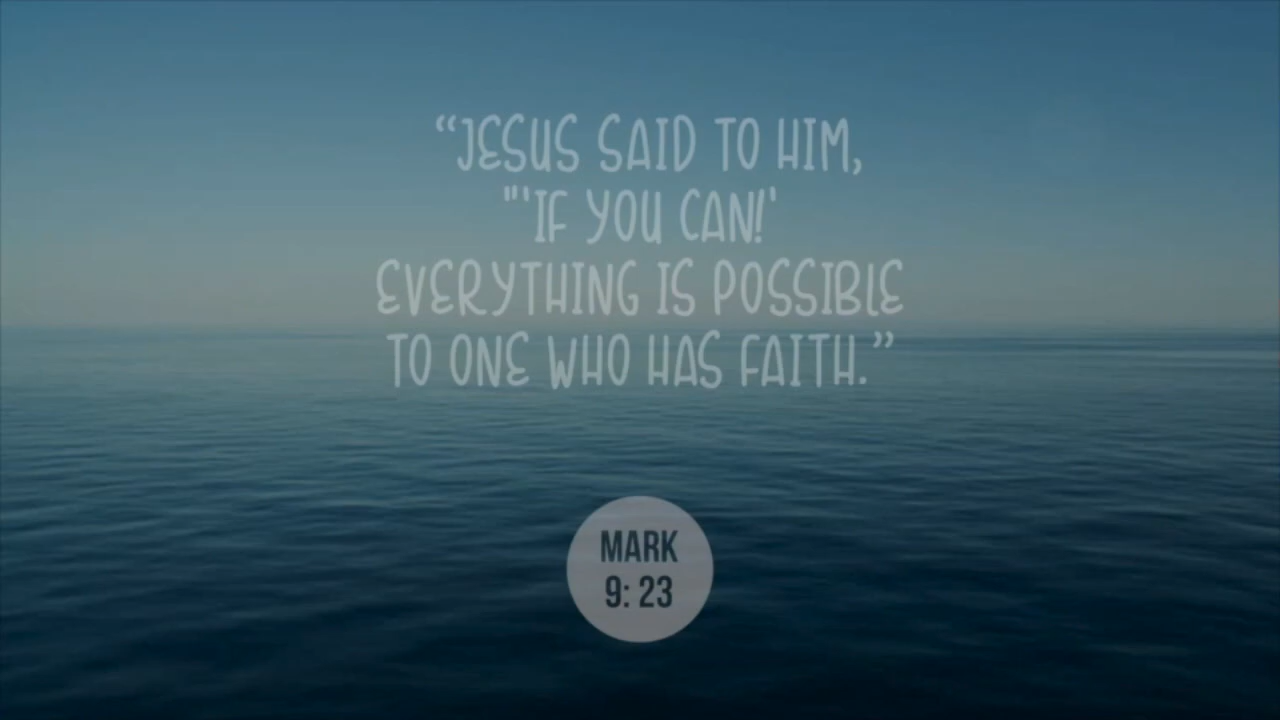 “JESUS SAID TO HIM,
"'IF YOU CAN!'
EVERYTHING IS POSSIBLE
TO ONE WHO HAS FAITH.”
MARK
9: 23